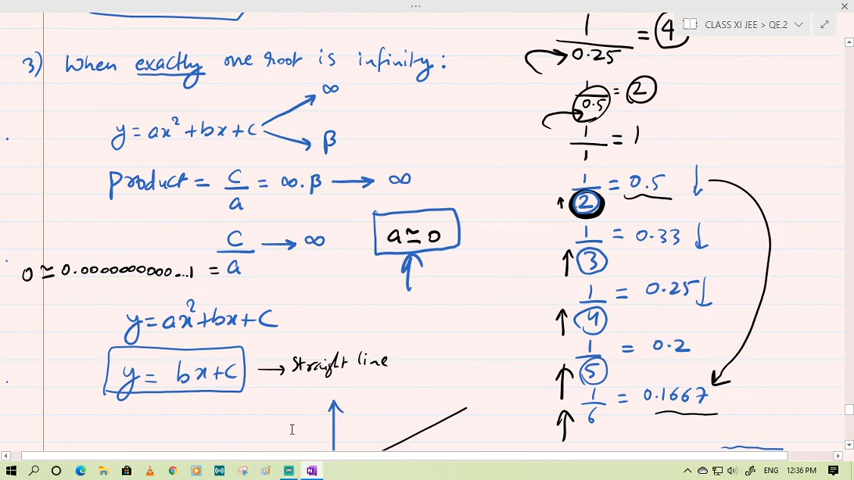 CLASS XI JEE > QE.2
3) When exactly one root is infinity:
y = ax²+bx+c
∞
β
Product = c/a = ∞.β → ∞
c/a → ∞
a ≃ 0
0 ≃ 0.0000000000...1 = a
y = ax²+bx+c
y = bx+c → Straight line
1/0.25 = 4
1/0.5 = 2
1/1 = 1
1/2 = 0.5 ↓
↑ 1/3 = 0.33 ↓
↑ 1/4 = 0.25 ↓
↑ 1/5 = 0.2
↑ 1/6 = 0.1667
ENG 12:36 PM